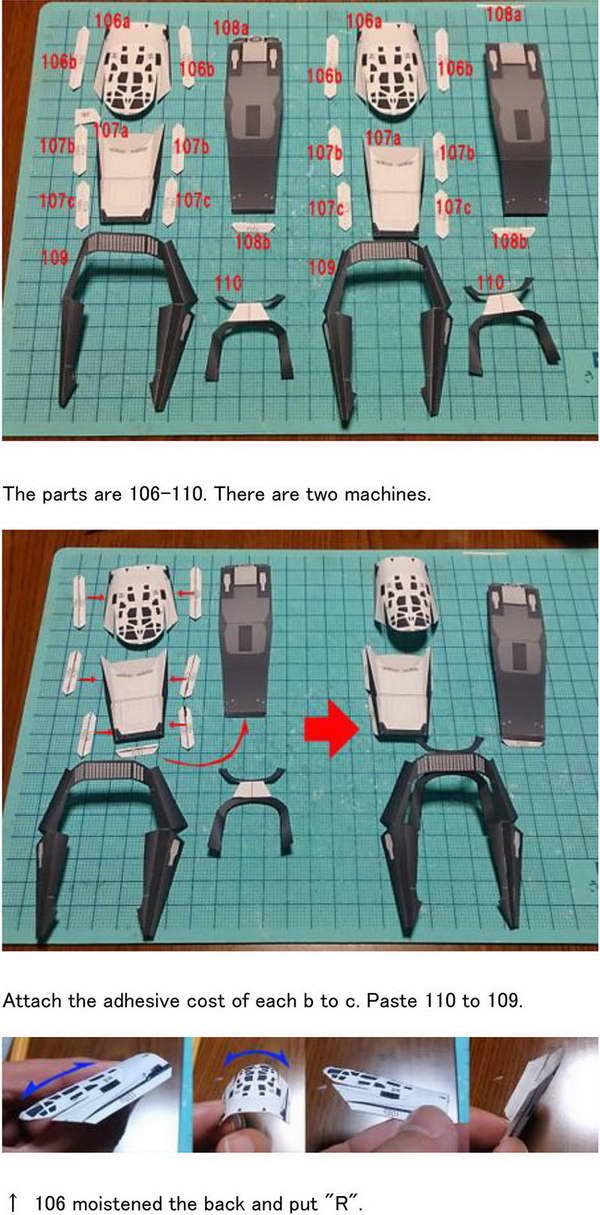 106a 108a 106a 108a
106b 106b 106b 106b
107a 107a
107b 107b 107b 107b
107c 107c 107c 107c
108b 108b
109 110 109 110
The parts are 106-110. There are two machines.
Attach the adhesive cost of each b to c. Paste 110 to 109.
↑ 106 moistened the back and put "R".